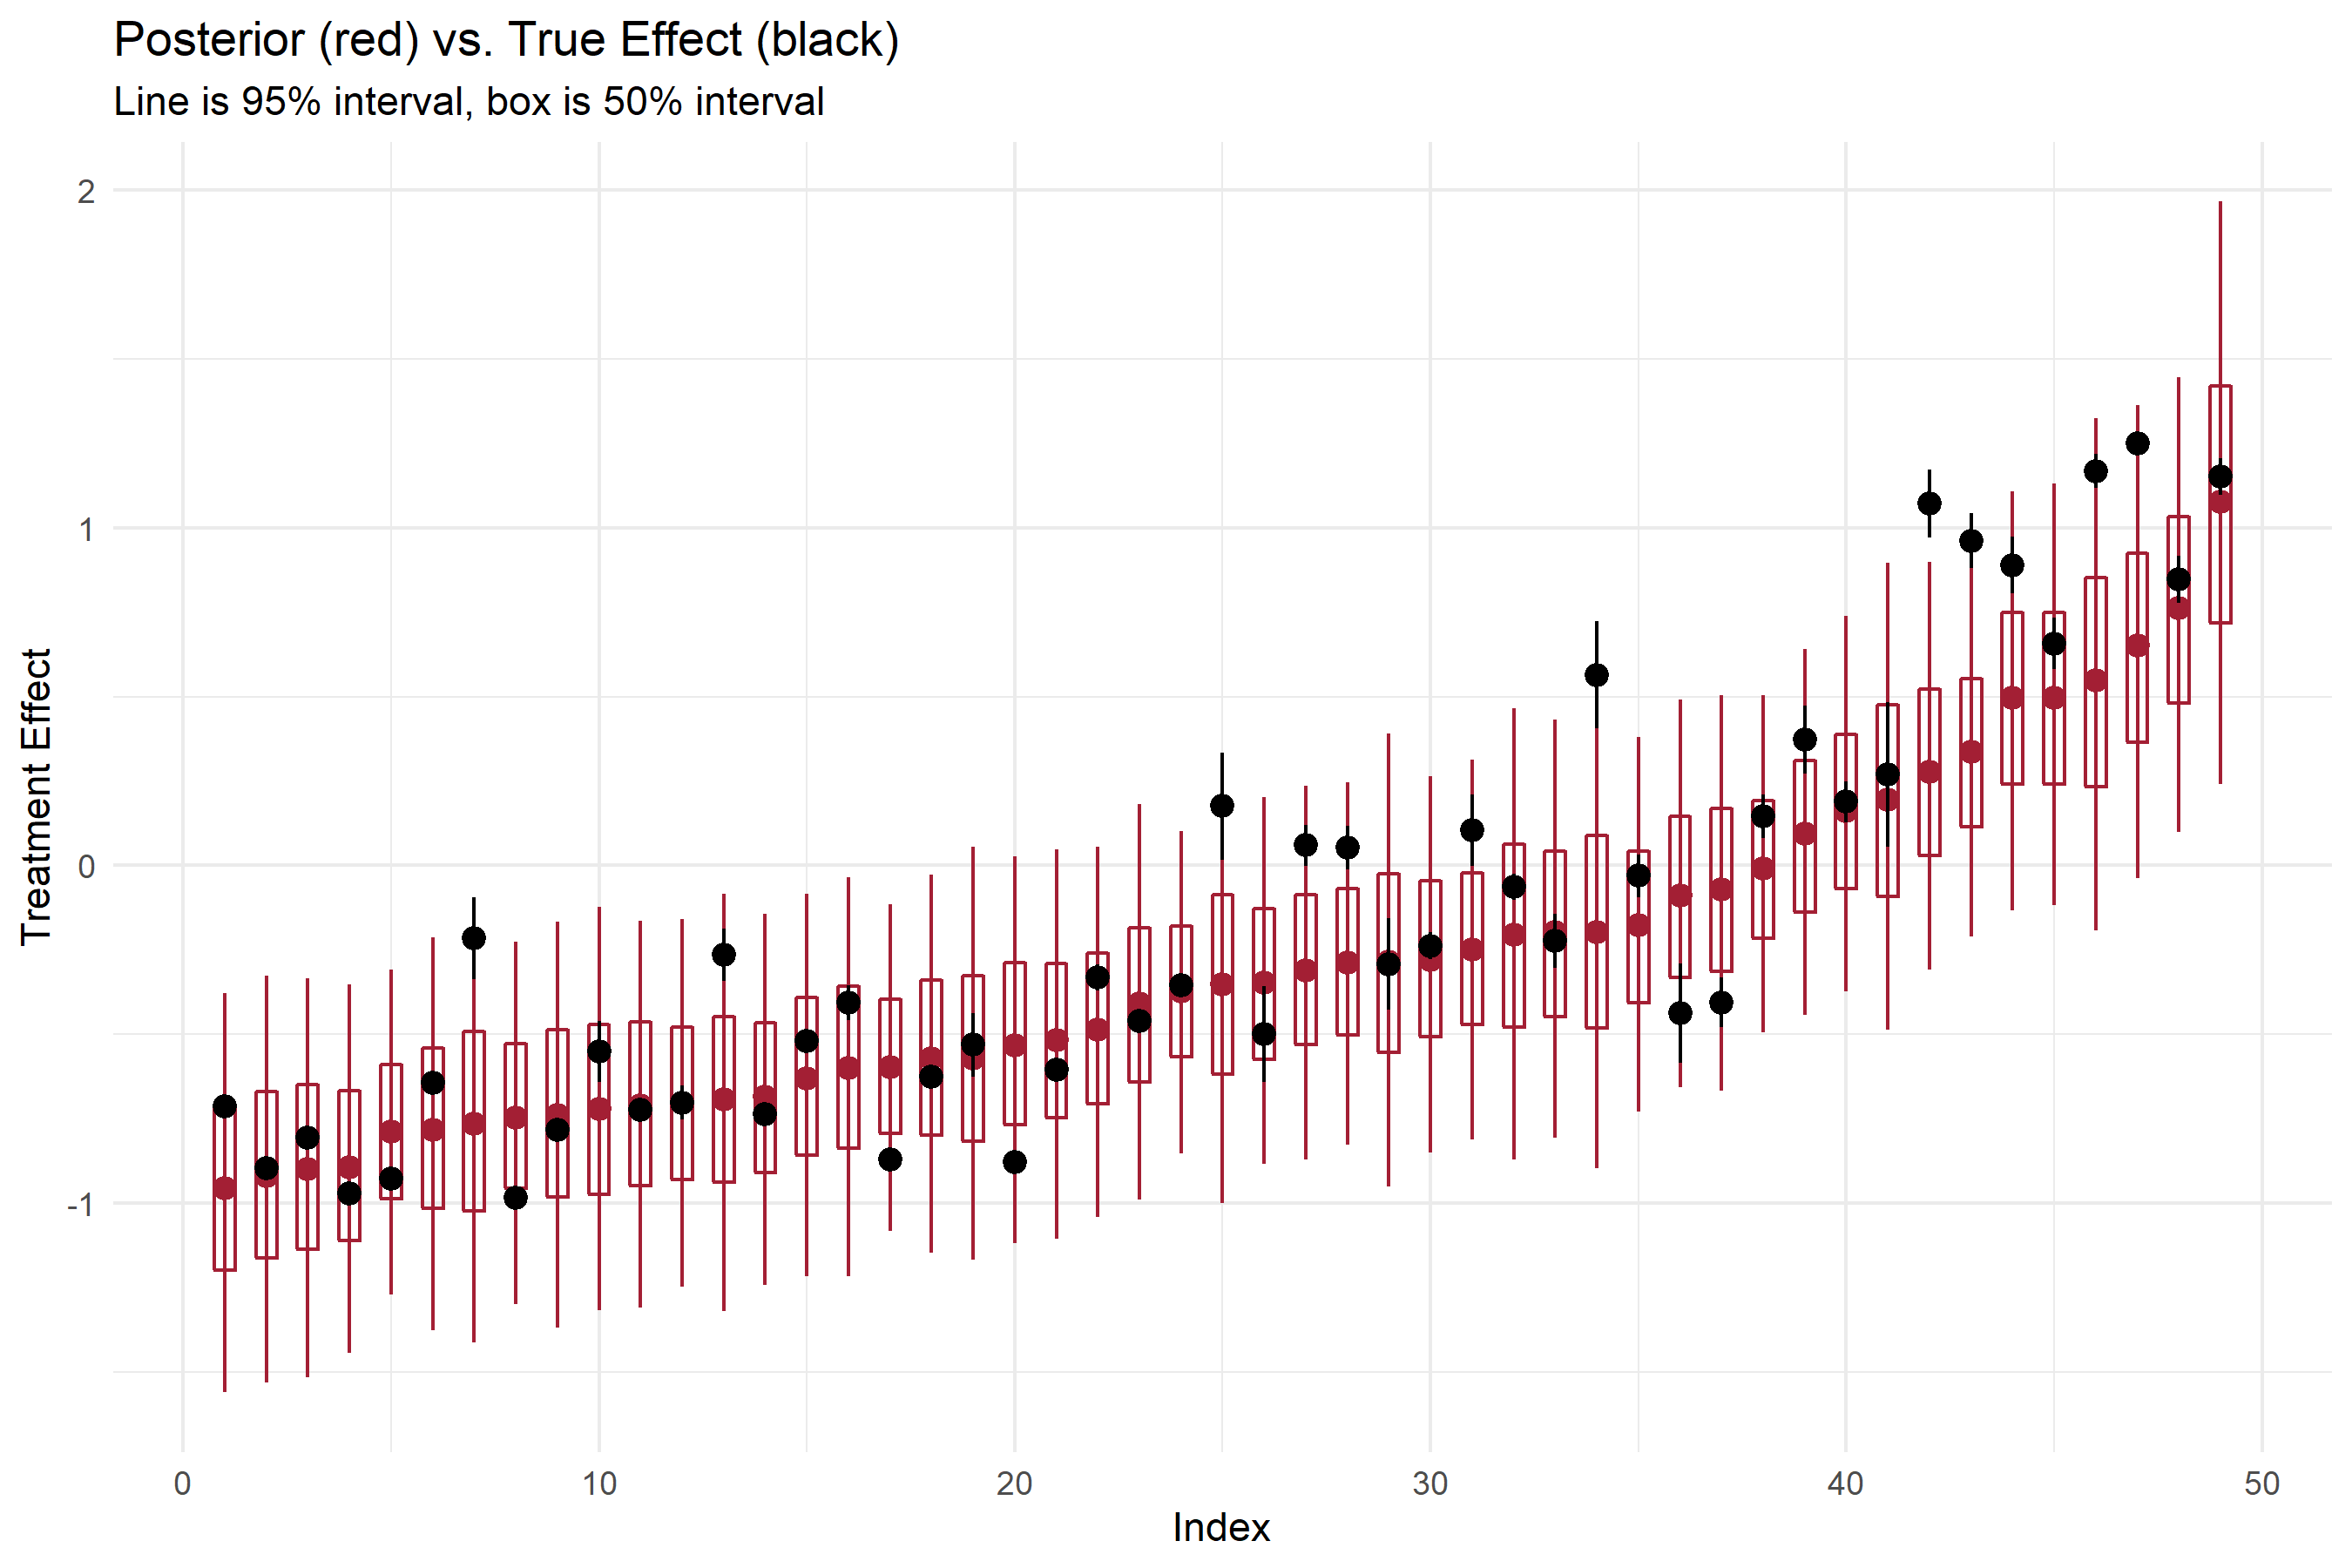 Posterior (red) vs. True Effect (black)
Line is 95% interval, box is 50% interval
2
1
0
-1
Treatment Effect
0 10 20 30 40 50
Index